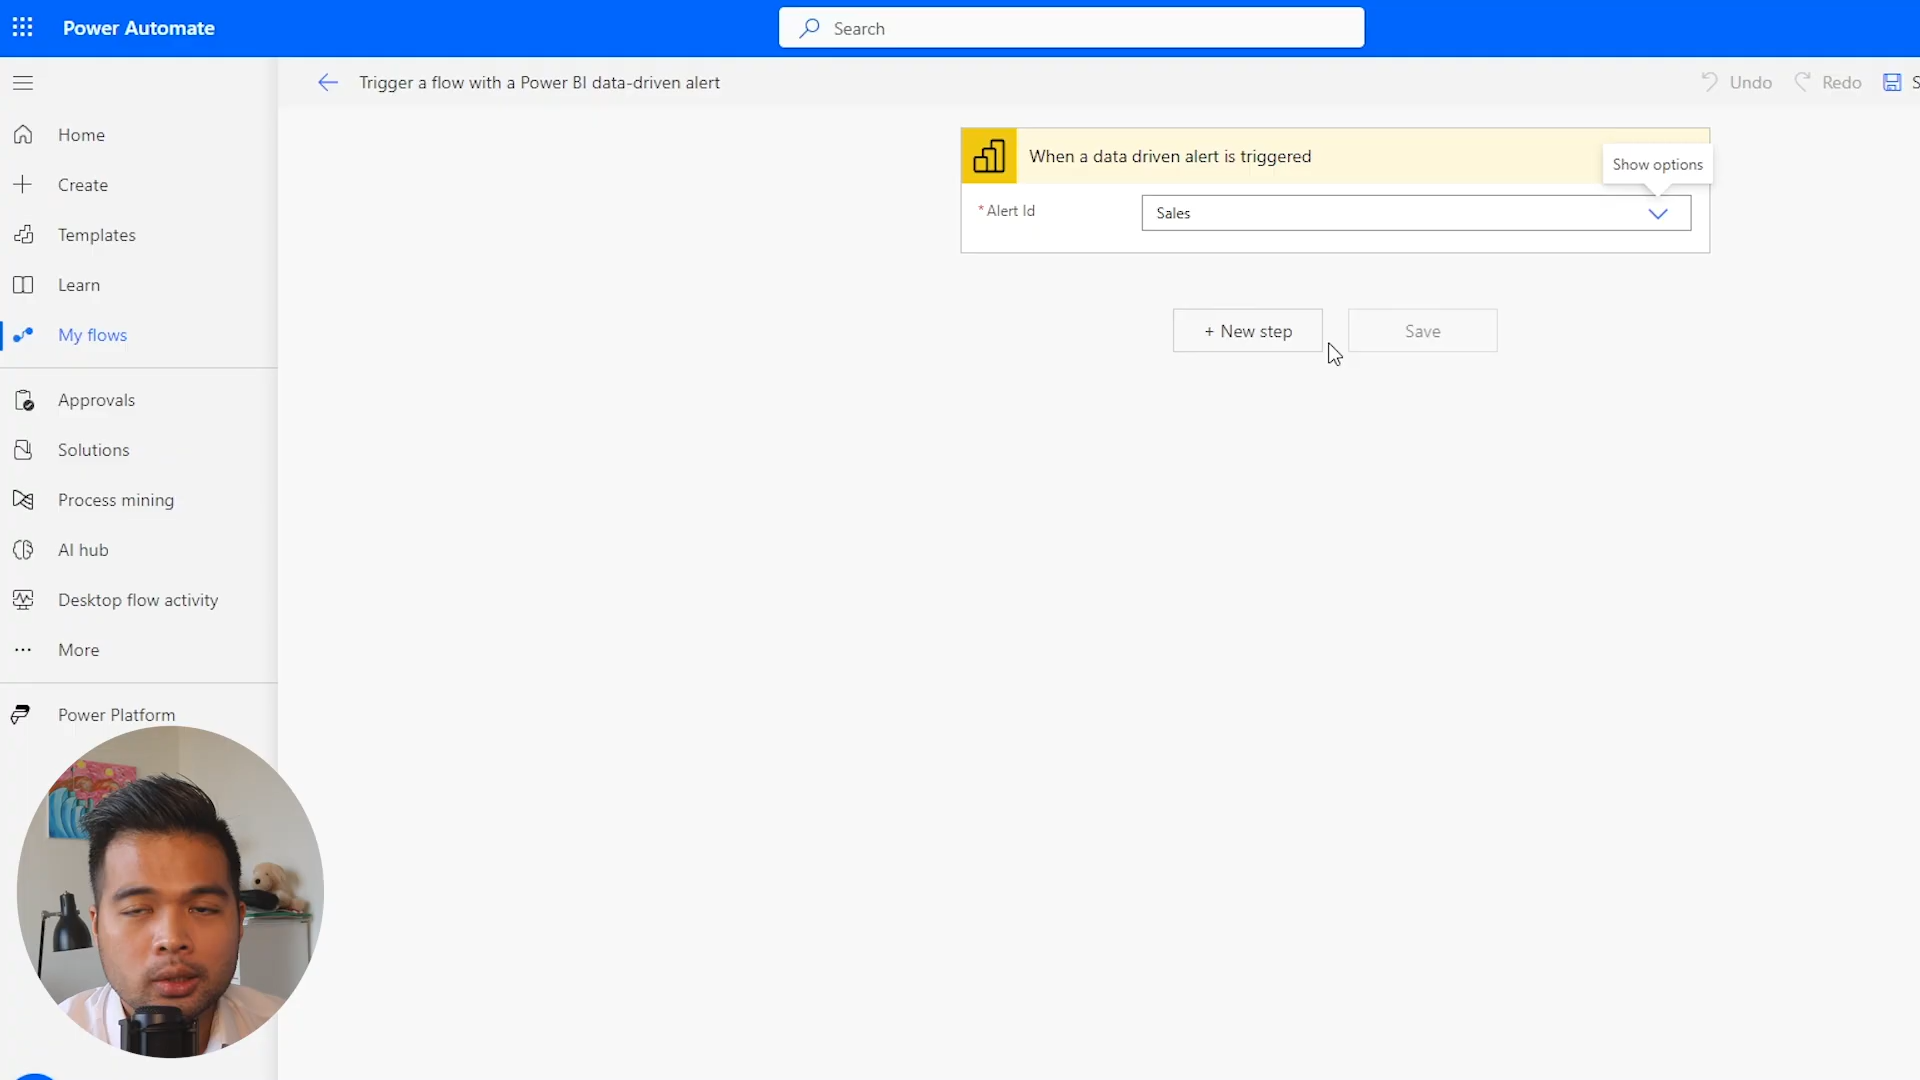 Power Automate
Search
Trigger a flow with a Power BI data-driven alert
Undo
Redo
S
Home
Create
Templates
Learn
My flows
Approvals
Solutions
Process mining
AI hub
Desktop flow activity
More
Power Platform
When a data driven alert is triggered
Show options
* Alert Id
Sales
+ New step
Save